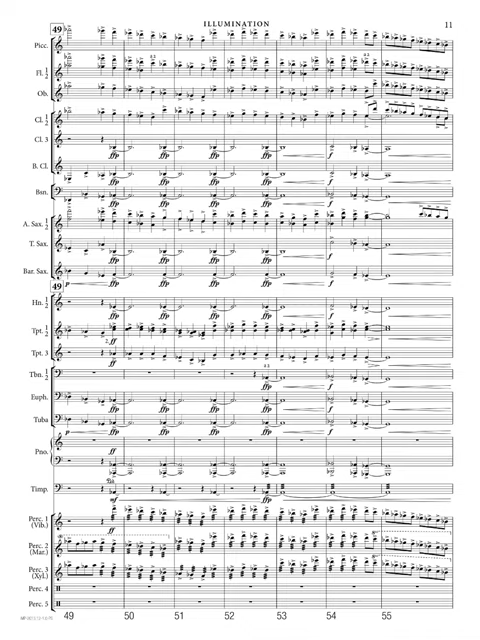 49
ILLUMINATION
11
Picc.
Fl. 1 2
Ob.
Cl. 1 2
Cl. 3
B. Cl.
Bsn.
A. Sax. 1 2
T. Sax.
Bar. Sax.
49
Hn. 1 2
Tpt. 1 2
Tpt. 3
Tbn. 1 2
Euph.
Tuba
Pno.
Timp.
Perc. 1
(Vib.)
Perc. 2
(Mar.)
Perc. 3
(Xyl.)
Perc. 4
Perc. 5
49 50 51 52 53 54 55